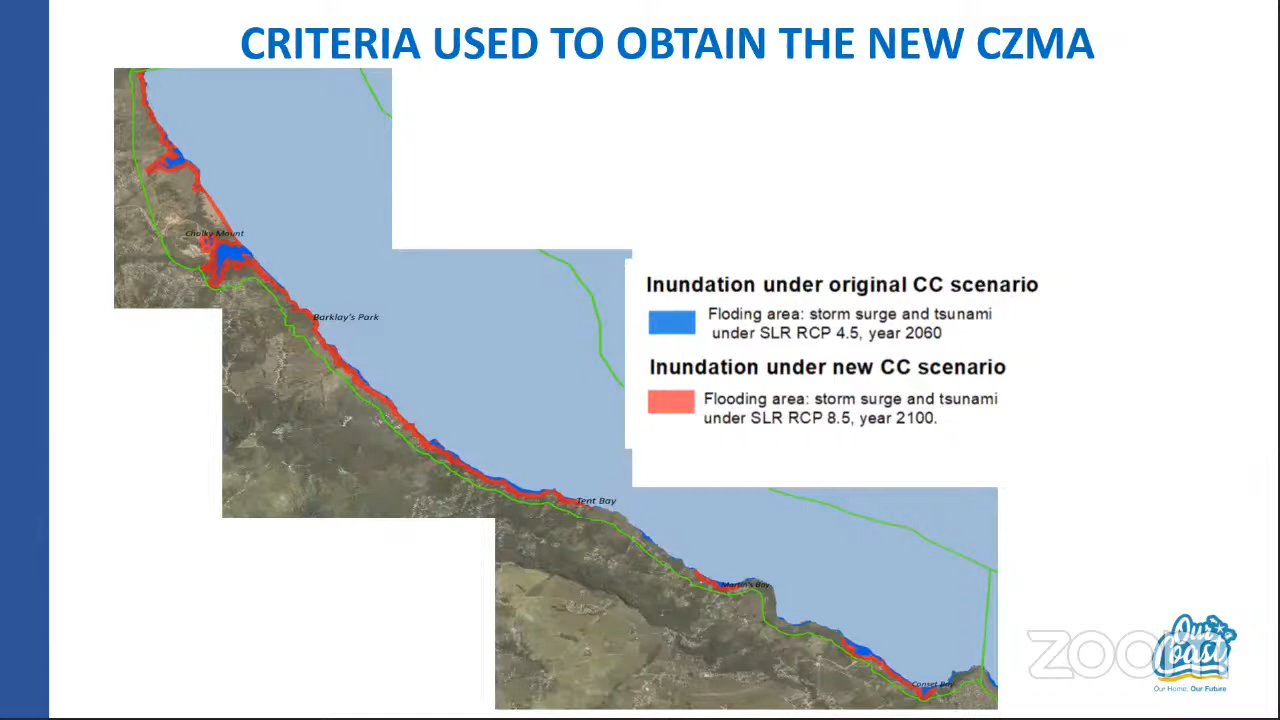 CRITERIA USED TO OBTAIN THE NEW CZMA
Chalky Mount
Barklay's Park
Inundation under original CC scenario
Floding area: storm surge and tsunami
under SLR RCP 4.5, year 2060
Inundation under new CC scenario
Flooding area: storm surge and tsunami
under SLR RCP 8.5, year 2100.
Tent Bay
Martin's Bay
Conset Bay
zoom
Our
Coast
Our Home, Our Future